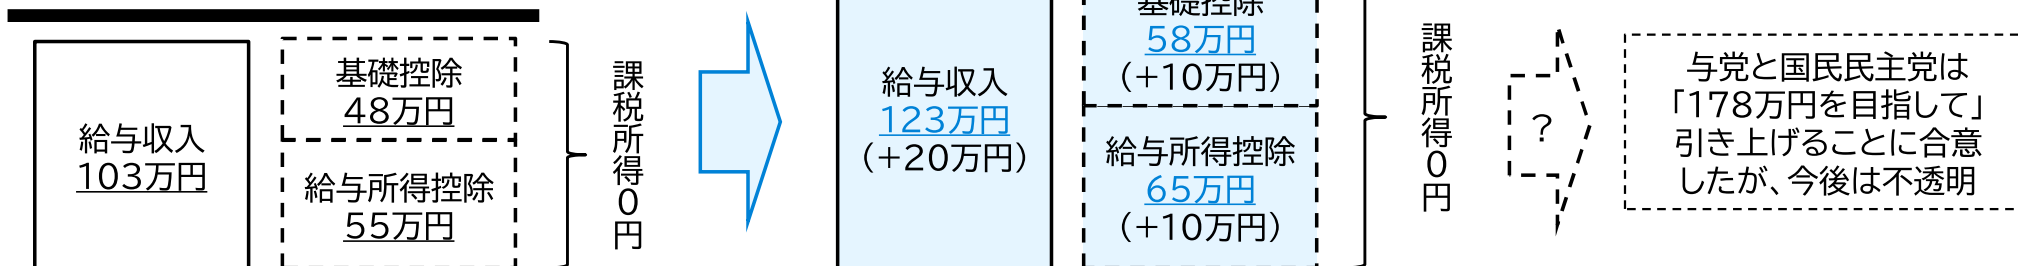 給与収入
103万円
基礎控除
48万円
給与所得控除
55万円
課税所得0円
給与収入
123万円
(+20万円)
基礎控除
58万円
(+10万円)
給与所得控除
65万円
(+10万円)
課税所得0円
?
与党と国民民主党は
「178万円を目指して」
引き上げることに合意
したが、今後は不透明